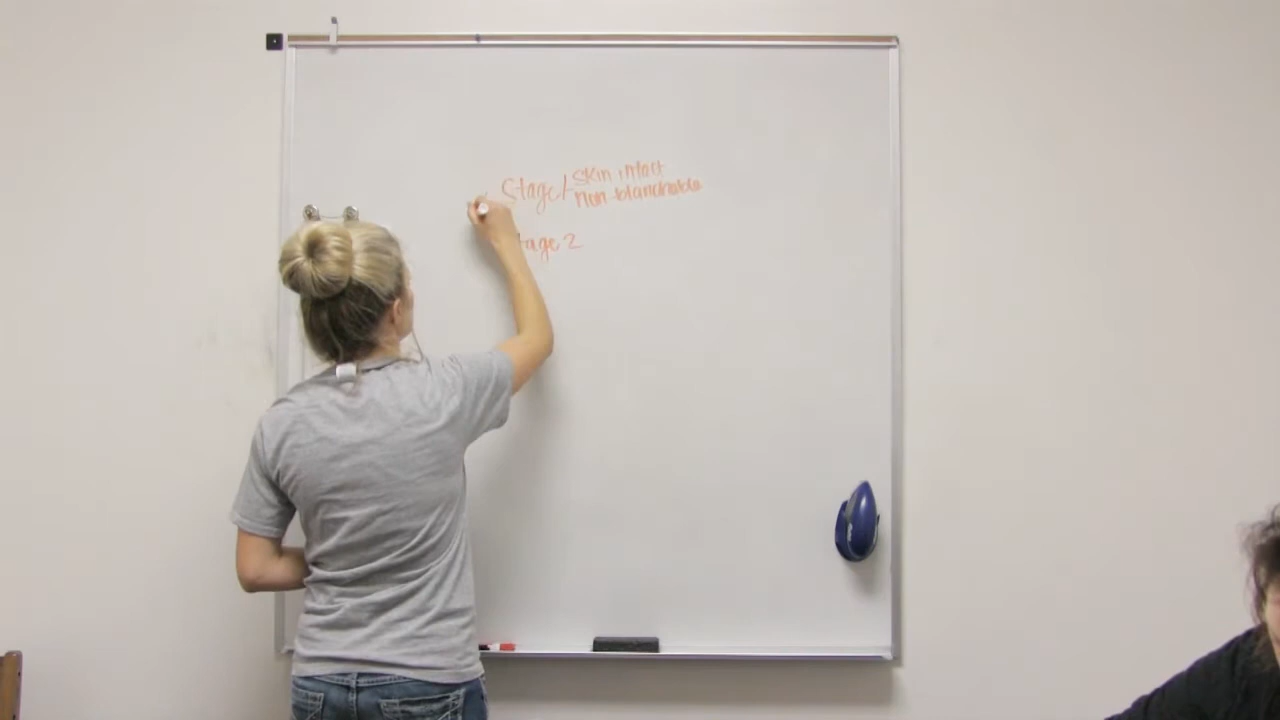 Stage 1 - Skin intact
non-blanchable
Stage 2